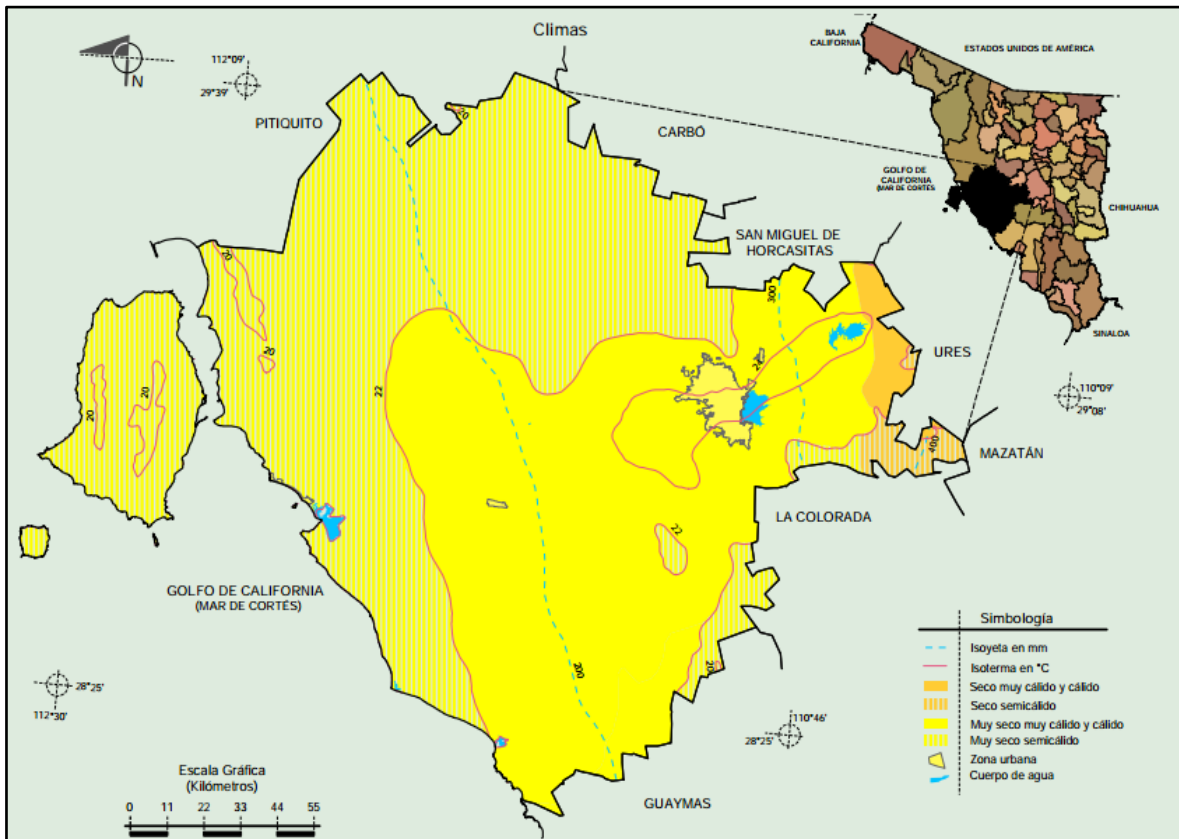 Climas
N
112°09'
29°39'
PITIQUITO
CARBÓ
SAN MIGUEL DE
HORCASITAS
URES
MAZATÁN
LA COLORADA
GUAYMAS
GOLFO DE CALIFORNIA
(MAR DE CORTÉS)
BAJA
CALIFORNIA
ESTADOS UNIDOS DE AMÉRICA
GOLFO DE
CALIFORNIA
(MAR DE CORTÉS
CHIHUAHUA
SINALOA
110°09'
29°08'
28°25'
112°30'
110°46'
28°25'
20
20
20
20
20
22
300
24
400
22
20
200
Escala Gráfica
(Kilómetros)
0 11 22 33 44 55
Simbología
Isoyeta en mm
Isoterma en °C
Seco muy cálido y cálido
Seco semicálido
Muy seco muy cálido y cálido
Muy seco semicálido
Zona urbana
Cuerpo de agua